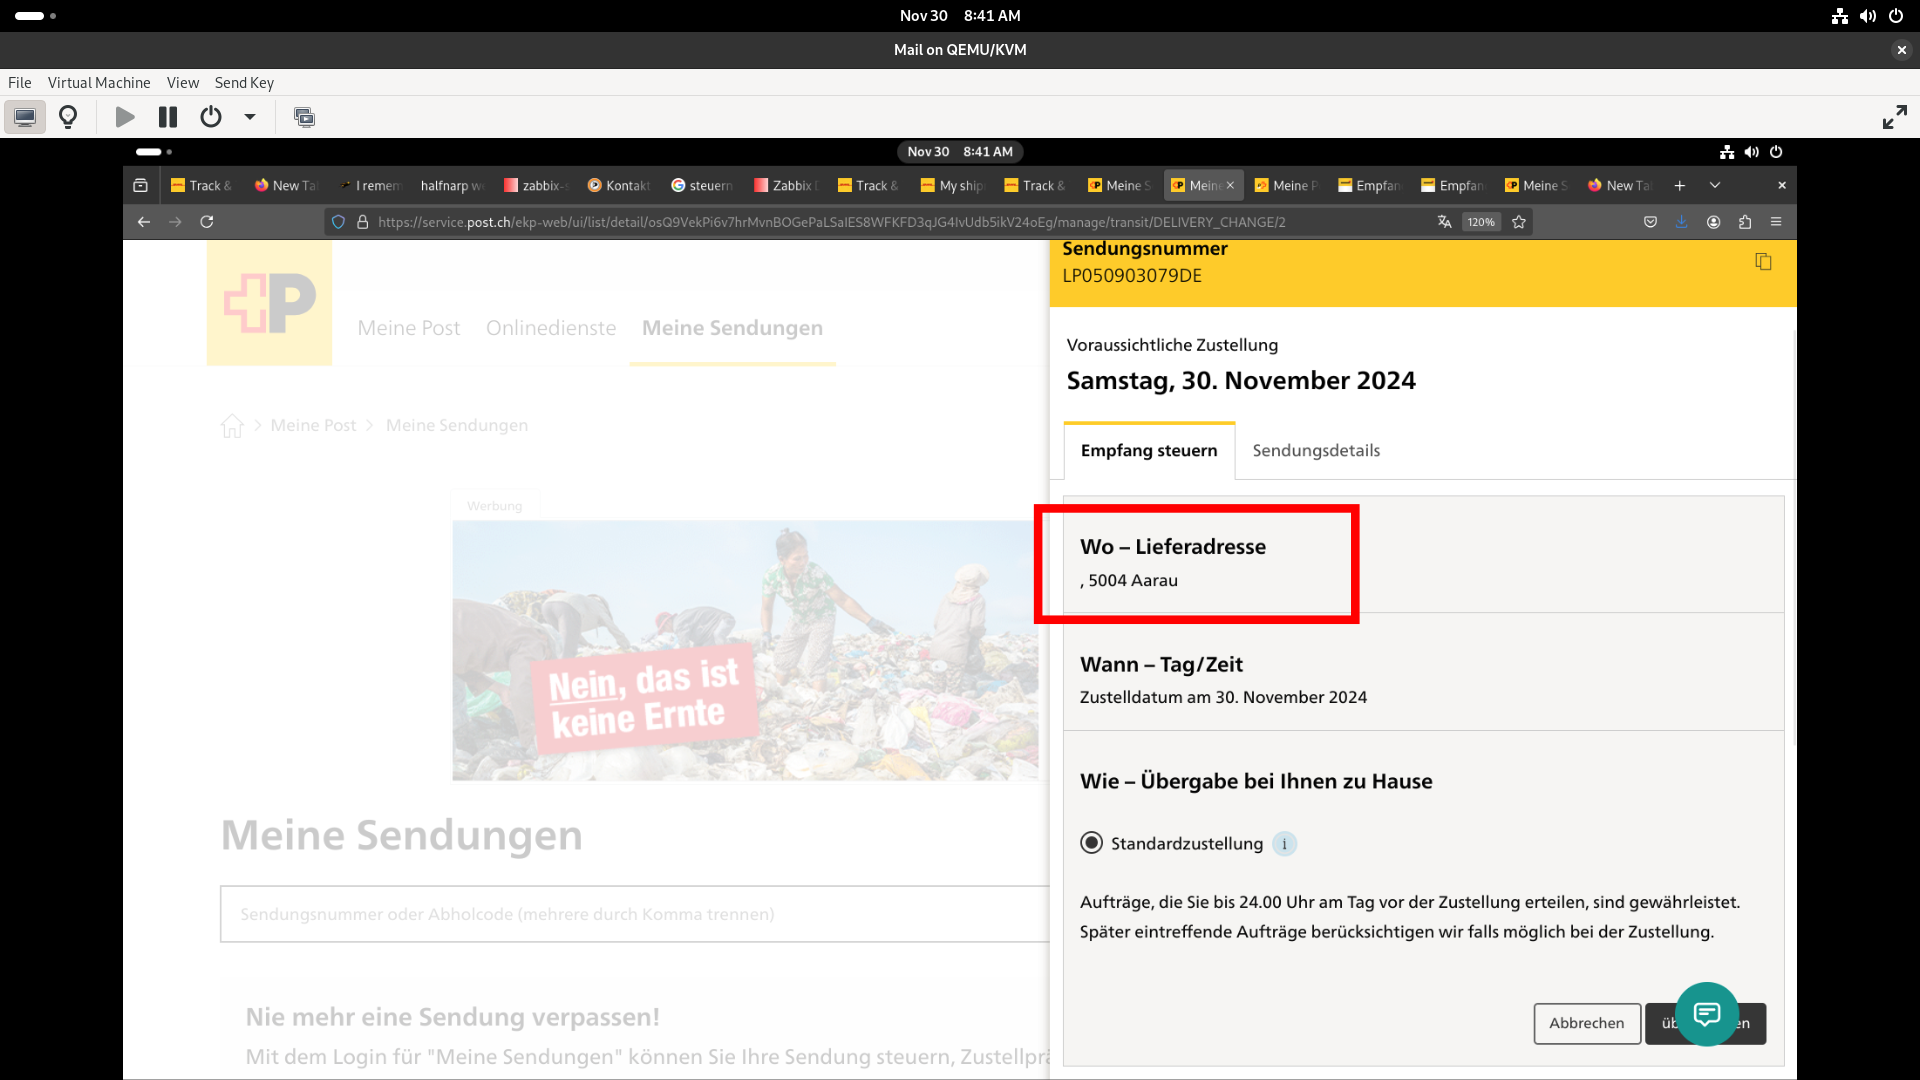 Nov 30 8:41 AM
Mail on QEMU/KVM
File Virtual Machine View Send Key
Nov 30 8:41 AM
Track &
New Ta
I remem
halfnarp w
zabbix-s
Kontakt
steuern
Zabbix
Track &
My ship
Track &
Meine S
Meine
Meine P
Empfan
Empfan
Meine S
New Ta
https://service.post.ch/ekp-web/ui/list/detail/osQ9VekPi6v7hrMvnBOGePaLSaIES8WFKFD3qJG4IvUdb5ikV24oEg/manage/transit/DELIVERY_CHANGE/2
120%
P
Meine Post Onlinedienste Meine Sendungen
Meine Post Meine Sendungen
Werbung
Nein, das ist
keine Ernte
Meine Sendungen
Sendungsnummer oder Abholcode (mehrere durch Komma trennen)
Nie mehr eine Sendung verpassen!
Mit dem Login für "Meine Sendungen" können Sie Ihre Sendung steuern,
Sendungsnummer
LP050903079DE
Voraussichtliche Zustellung
Samstag, 30. November 2024
Empfang steuern Sendungsdetails
Wo – Lieferadresse
, 5004 Aarau
Wann – Tag/Zeit
Zustelldatum am 30. November 2024
Wie – Übergabe bei Ihnen zu Hause
Standardzustellung i
Aufträge, die Sie bis 24.00 Uhr am Tag vor der Zustellung erteilen, sind gewährleistet.
Später eintreffende Aufträge berücksichtigen wir falls möglich bei der Zustellung.
Abbrechen